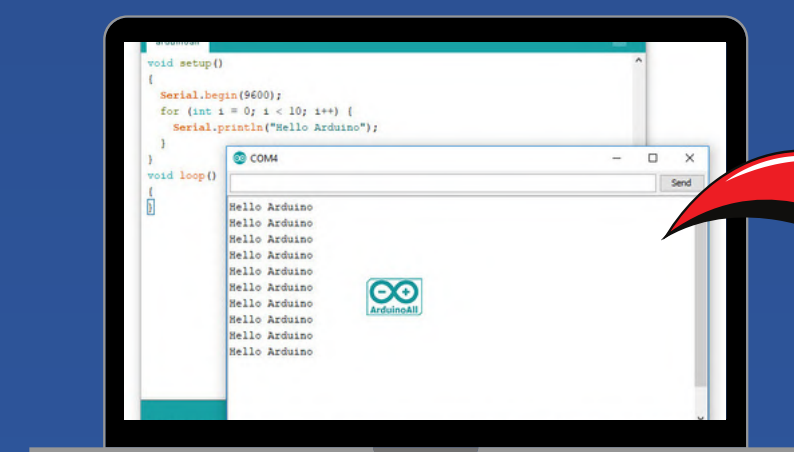 arduinoall
void setup()
{
Serial.begin(9600);
for (int i = 0; i < 10; i++) {
Serial.println("Hello Arduino");
}
}
void loop()
{
}
COM4
Send
Hello Arduino
Hello Arduino
Hello Arduino
Hello Arduino
Hello Arduino
Hello Arduino
Hello Arduino
Hello Arduino
Hello Arduino
Hello Arduino
ArduinoAll